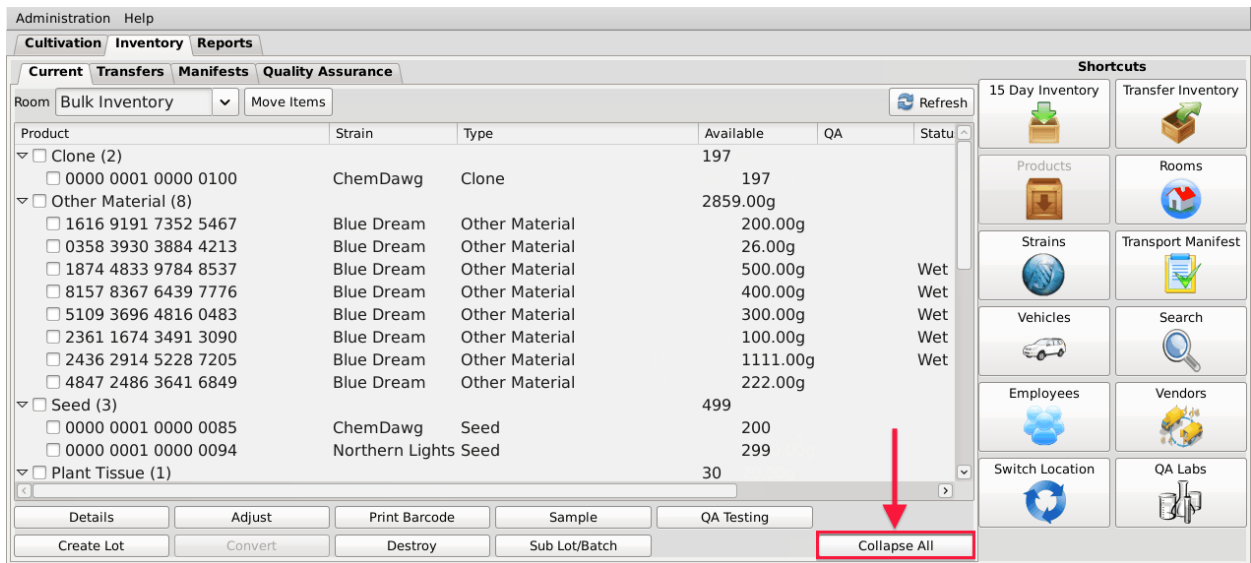 Administration Help
Cultivation Inventory Reports
Current Transfers Manifests Quality Assurance
Room Bulk Inventory Move Items Refresh
Product Strain Type Available QA Statu
Clone (2) 197
0000 0001 0000 0100 ChemDawg Clone 197
Other Material (8) 2859.00g
1616 9191 7352 5467 Blue Dream Other Material 200.00g
0358 3930 3884 4213 Blue Dream Other Material 26.00g
1874 4833 9784 8537 Blue Dream Other Material 500.00g Wet
8157 8367 6439 7776 Blue Dream Other Material 400.00g Wet
5109 3696 4816 0483 Blue Dream Other Material 300.00g Wet
2361 1674 3491 3090 Blue Dream Other Material 100.00g Wet
2436 2914 5228 7205 Blue Dream Other Material 1111.00g Wet
4847 2486 3641 6849 Blue Dream Other Material 222.00g
Seed (3) 499
0000 0001 0000 0085 ChemDawg Seed 200
0000 0001 0000 0094 Northern Lights Seed 299
Plant Tissue (1) 30
Details Adjust Print Barcode Sample QA Testing
Create Lot Convert Destroy Sub Lot/Batch Collapse All
Shortcuts
15 Day Inventory Transfer Inventory
Products Rooms
Strains Transport Manifest
Vehicles Search
Employees Vendors
Switch Location QA Labs